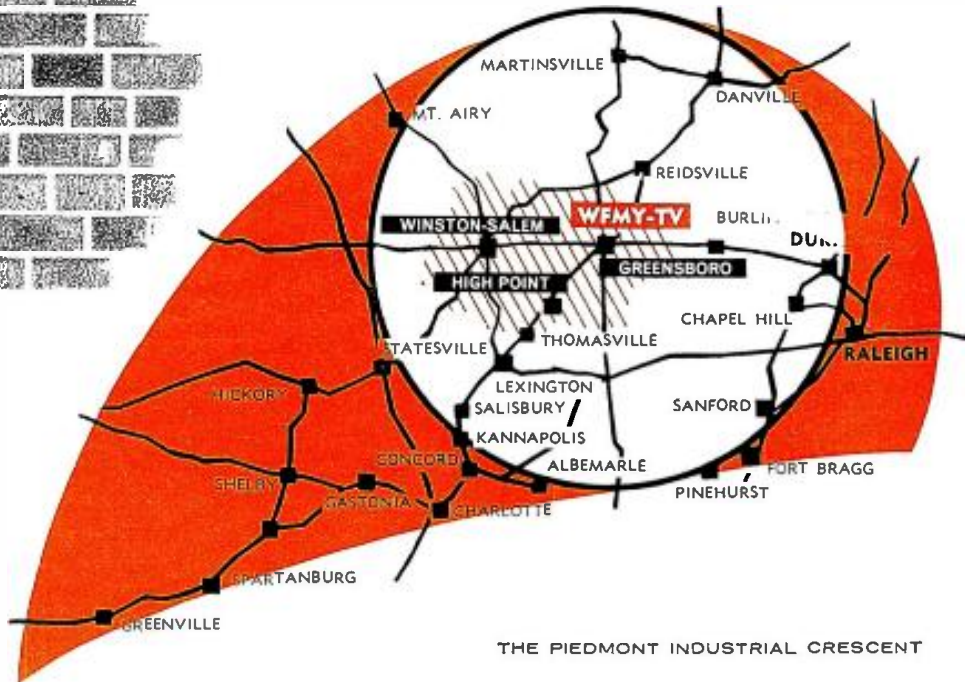 MARTINSVILLE
DANVILLE
MT. AIRY
REIDSVILLE
WFMY-TV
WINSTON-SALEM
GREENSBORO
HIGH POINT
CHAPEL HILL
STATESVILLE
THOMASVILLE
RALEIGH
LEXINGTON
HICKORY
SALISBURY
SANFORD
KANNAPOLIS
CONCORD
ALBEMARLE
FORT BRAGG
SHELBY
PINEHURST
GASTONIA
CHARLOTTE
SPARTANBURG
GREENVILLE
THE PIEDMONT INDUSTRIAL CRESCENT